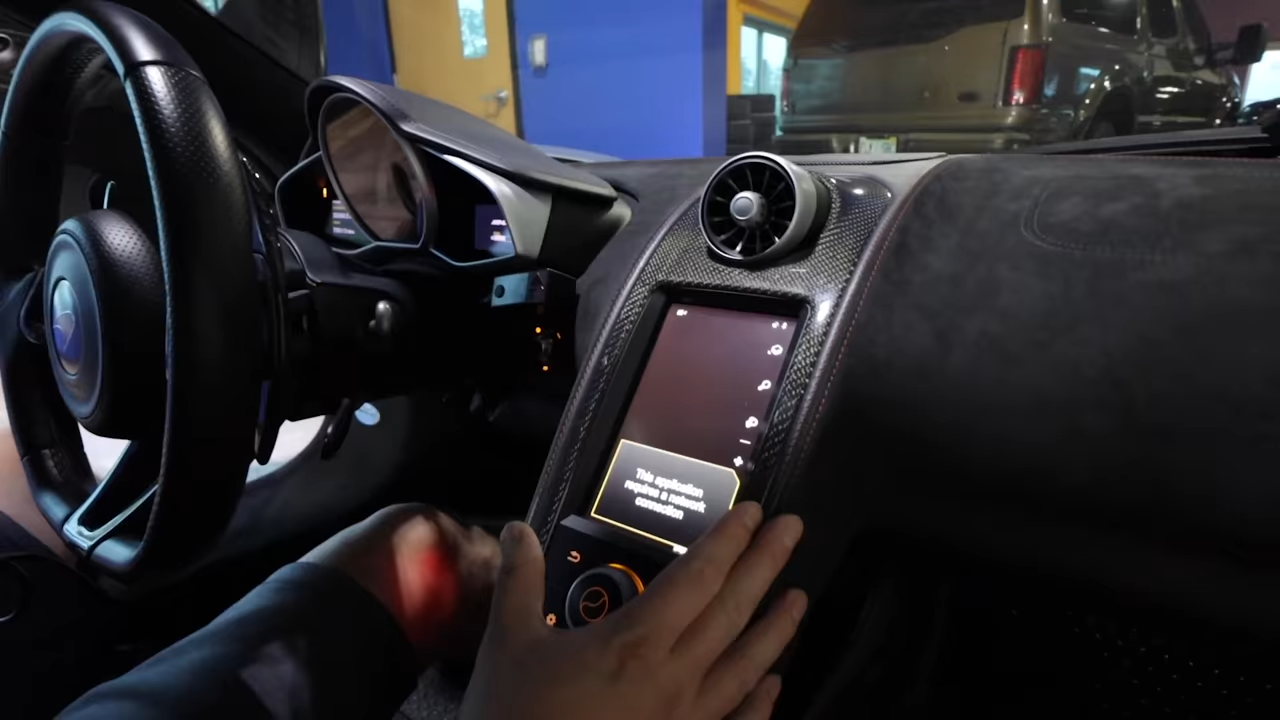 This application
requires a network
connection